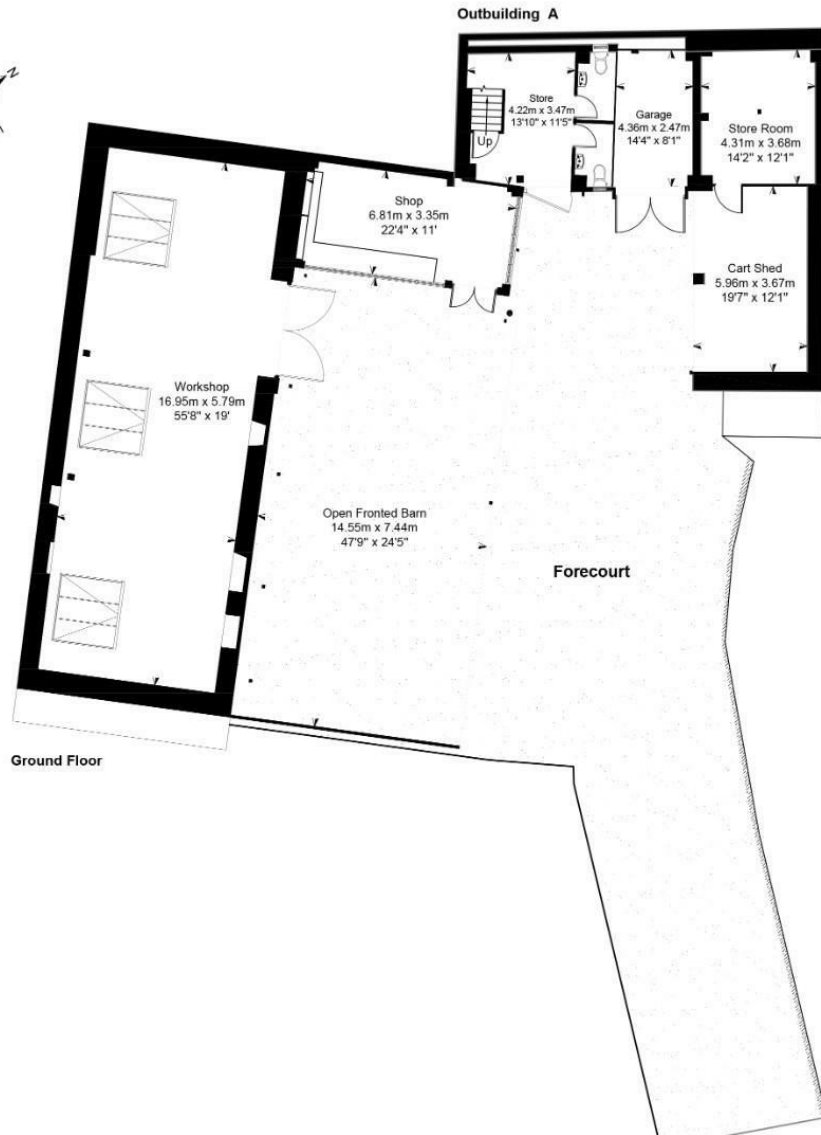 Outbuilding A
N
Store
4.22m x 3.47m
13'10" x 11'5"
Up
Garage
4.36m x 2.47m
14'4" x 8'1"
Store Room
4.31m x 3.68m
14'2" x 12'1"
Shop
6.81m x 3.35m
22'4" x 11'
Cart Shed
5.96m x 3.67m
19'7" x 12'1"
Workshop
16.95m x 5.79m
55'8" x 19'
Open Fronted Barn
14.55m x 7.44m
47'9" x 24'5"
Forecourt
Ground Floor